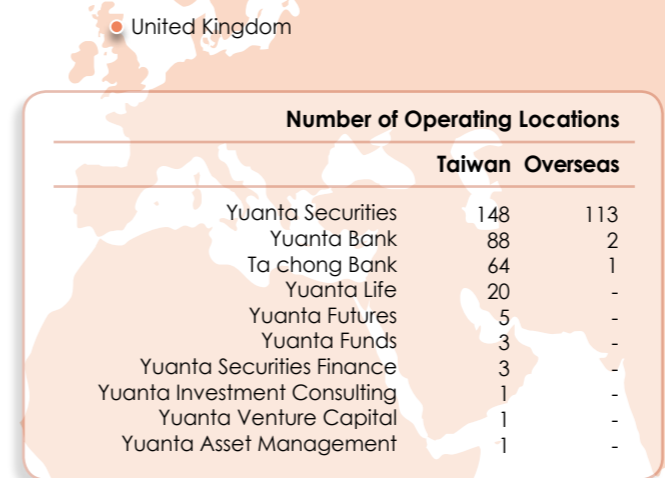 United Kingdom
Number of Operating Locations
Taiwan Overseas
Yuanta Securities 148 113
Yuanta Bank 88 2
Ta chong Bank 64 1
Yuanta Life 20 -
Yuanta Futures 5 -
Yuanta Funds 3 -
Yuanta Securities Finance 3 -
Yuanta Investment Consulting 1 -
Yuanta Venture Capital 1 -
Yuanta Asset Management 1 -